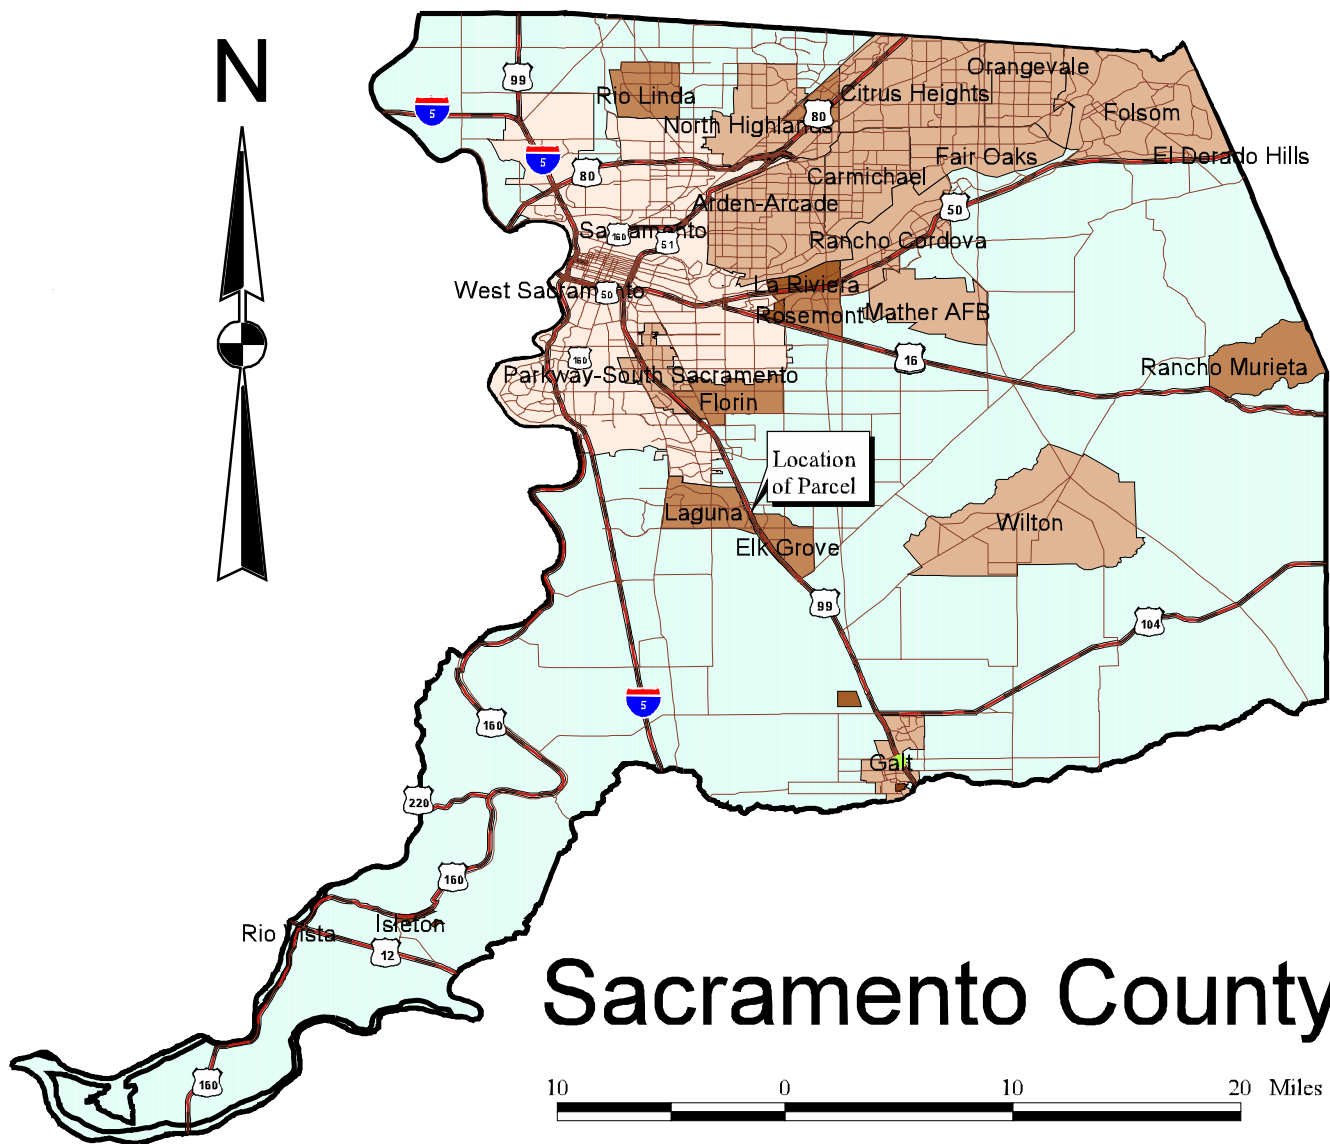 N
99
Orangevale
Rio Linda
Citrus Heights
5
80
Folsom
North Highlands
5
Fair Oaks
El Dorado Hills
80
Carmichael
Arden-Arcade
50
Sacramento
160
51
Rancho Cordova
La Riviera
West Sacramento
50
Rosemont
Mather AFB
160
16
Rancho Murieta
Parkway-South Sacramento
Florin
Location
of Parcel
Laguna
Wilton
Elk Grove
99
104
5
160
Galt
220
160
Isleton
Rio Vista
12
Sacramento County
160
10 0 10 20 Miles